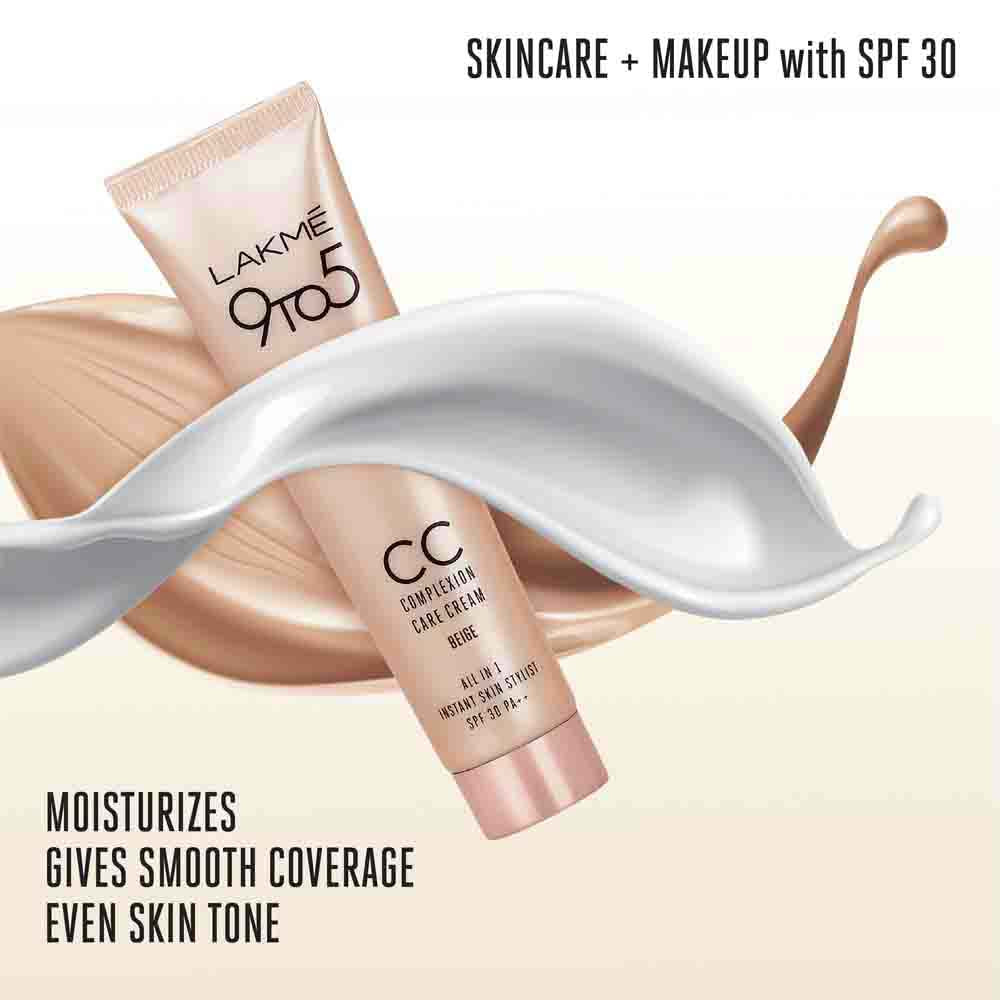 SKINCARE + MAKEUP with SPF 30
LAKMÉ
9TO5
CC
COMPLEXION
CARE CREAM
BEIGE
ALL IN 1
INSTANT SKIN STYLIST
SPF 30 PA++
MOISTURIZES
GIVES SMOOTH COVERAGE
EVEN SKIN TONE